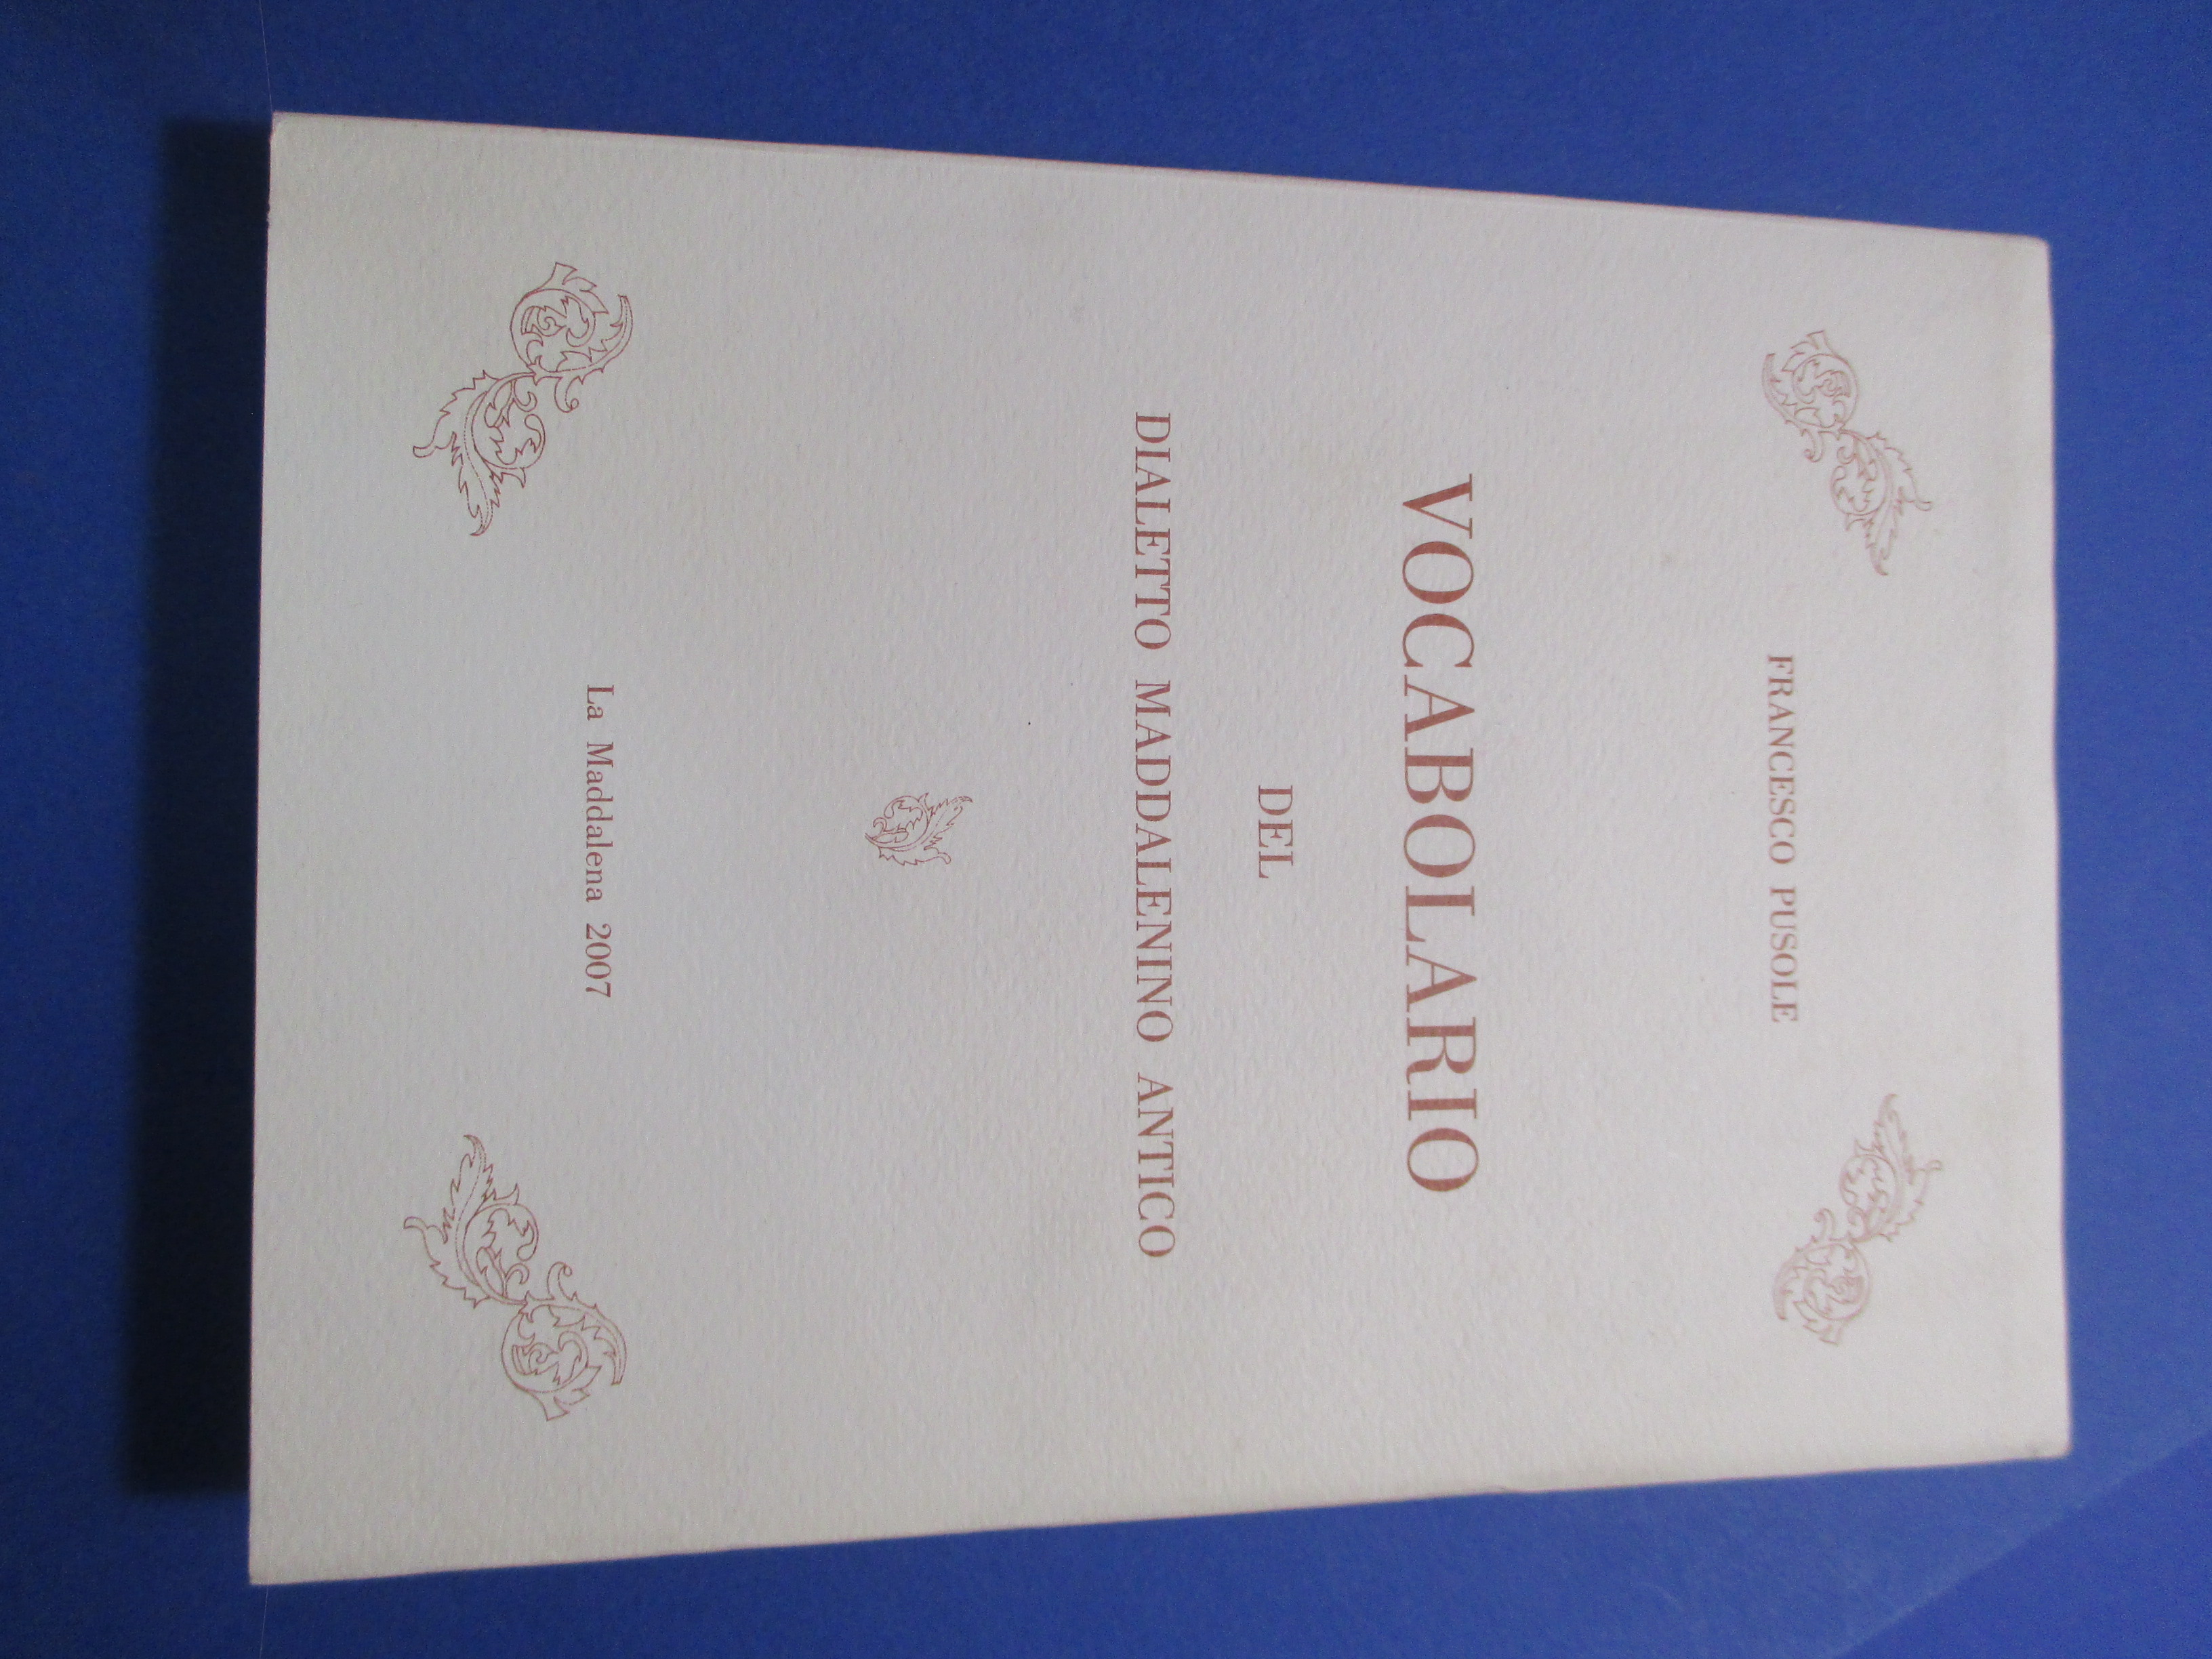 FRANCESCO PUSOLE
VOCABOLARIO
DEL
DIALETTO MADDALENINO ANTICO
La Maddalena 2007